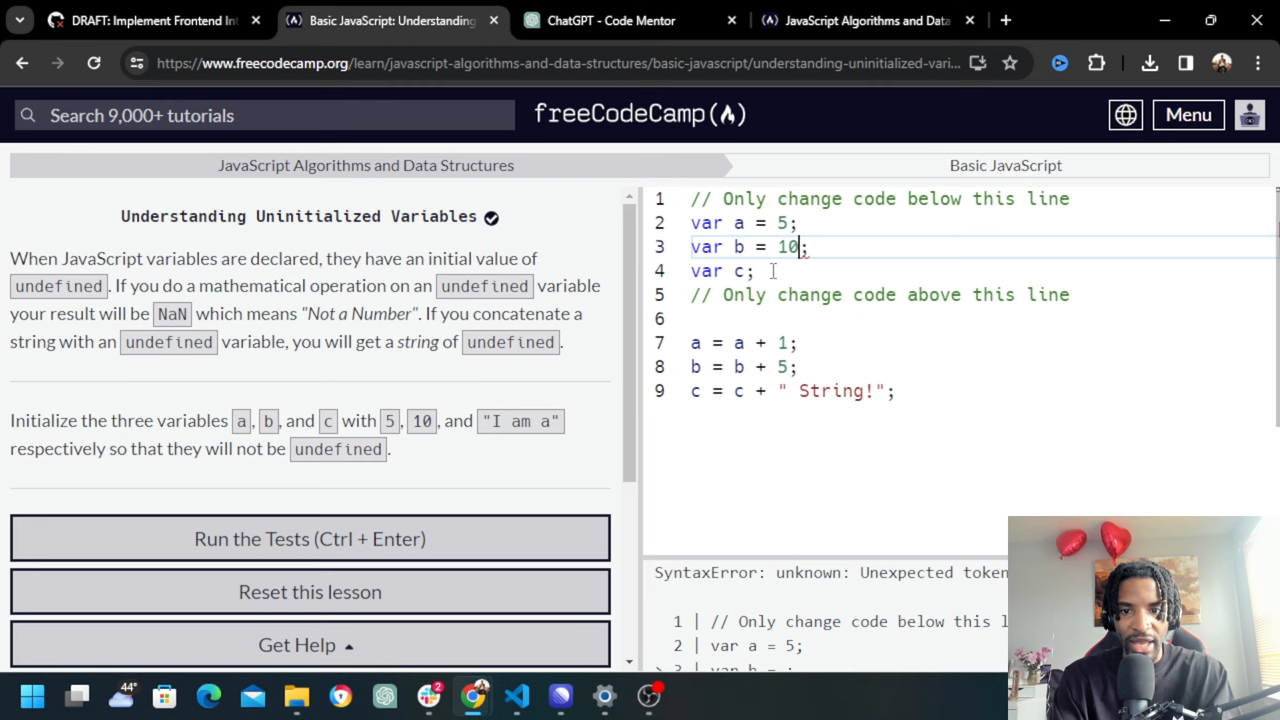 DRAFT: Implement Frontend In
Basic JavaScript: Understanding
ChatGPT - Code Mentor
JavaScript Algorithms and Data
https://www.freecodecamp.org/learn/javascript-algorithms-and-data-structures/basic-javascript/understanding-uninitialized-vari...
Search 9,000+ tutorials
freeCodeCamp
Menu
JavaScript Algorithms and Data Structures
Basic JavaScript
Understanding Uninitialized Variables
When JavaScript variables are declared, they have an initial value of
undefined. If you do a mathematical operation on an undefined variable
your result will be NaN which means "Not a Number". If you concatenate a
string with an undefined variable, you will get a string of undefined.
Initialize the three variables a, b, and c with 5, 10, and "I am a"
respectively so that they will not be undefined.
Run the Tests (Ctrl + Enter)
Reset this lesson
Get Help
1 // Only change code below this line
2 var a = 5;
3 var b = 10;
4 var c;
5 // Only change code above this line
6
7 a = a + 1;
8 b = b + 5;
9 c = c + " String!";
SyntaxError: unknown: Unexpected token
1 | // Only change code below this l
2 | var a = 5;
> 3 | var b = ;
44°
2